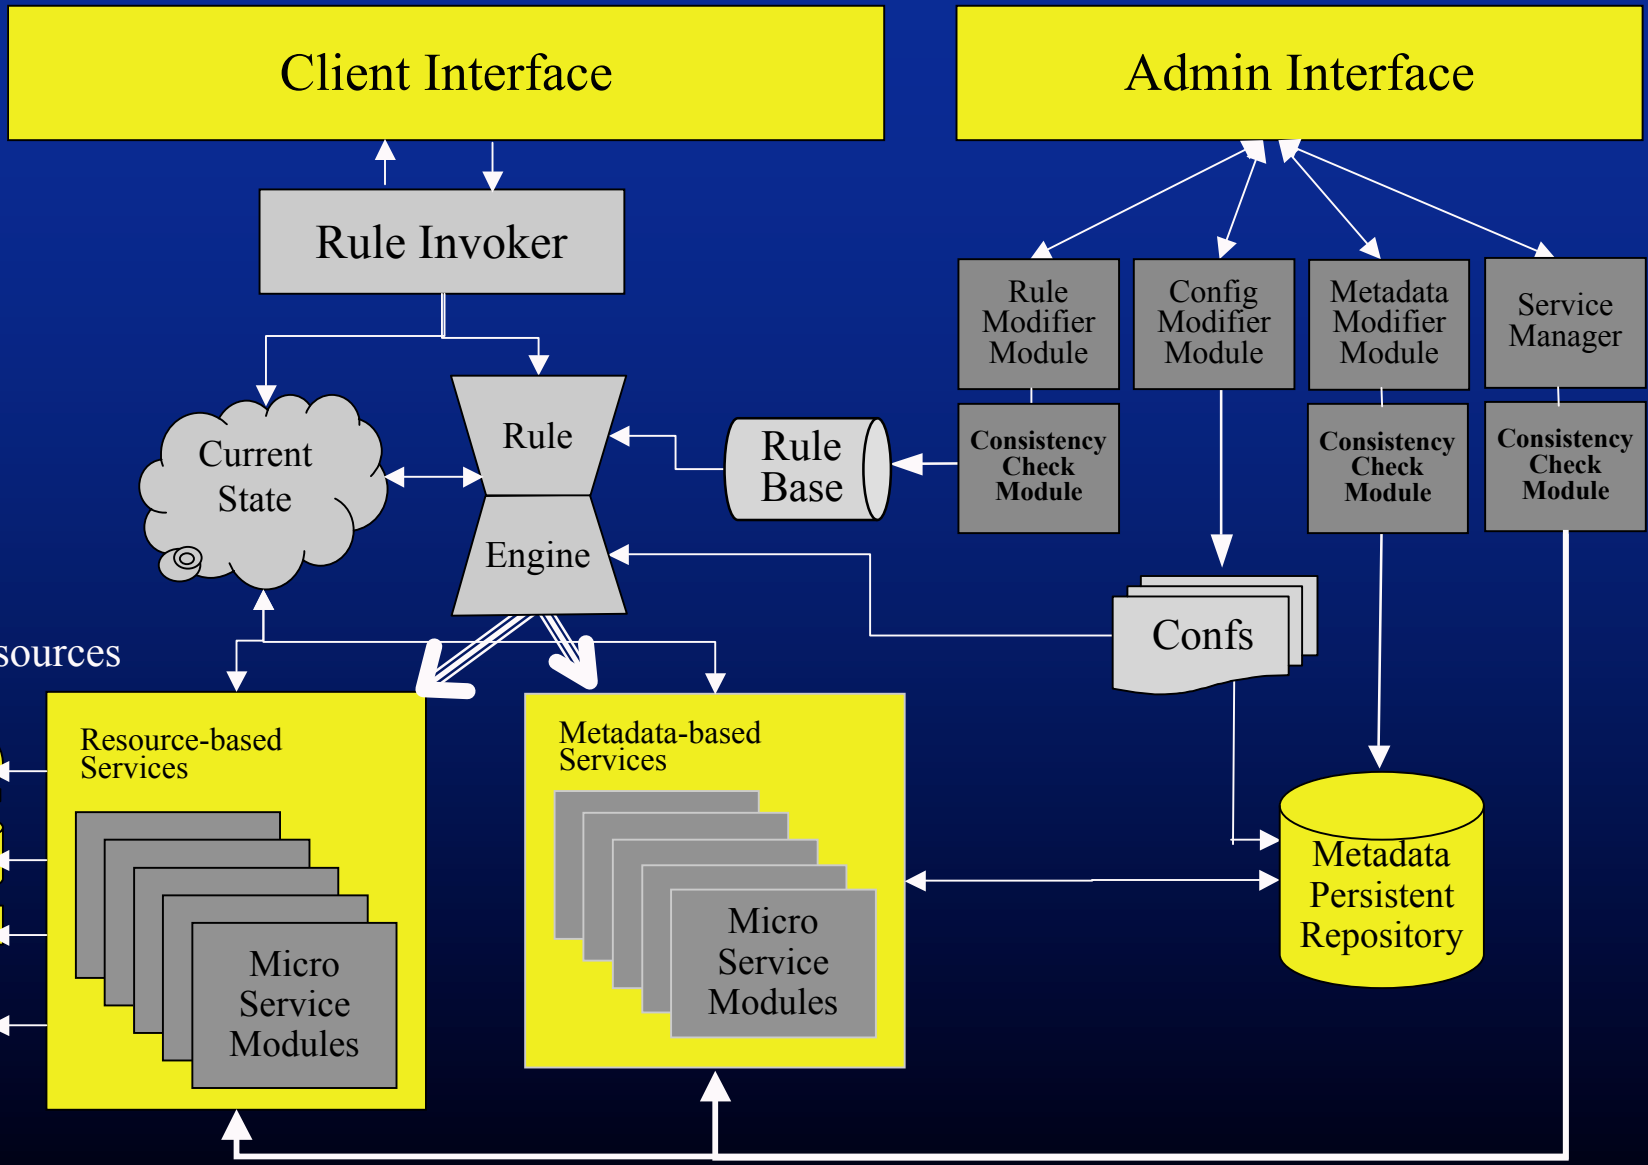 Client Interface
Admin Interface
Rule Invoker
Rule
Modifier
Module
Config
Modifier
Module
Metadata
Modifier
Module
Service
Manager
Current
State
Rule
Engine
Rule
Base
Consistency
Check
Module
Consistency
Check
Module
Consistency
Check
Module
Confs
sources
Resource-based
Services
Micro
Service
Modules
Metadata-based
Services
Micro
Service
Modules
Metadata
Persistent
Repository